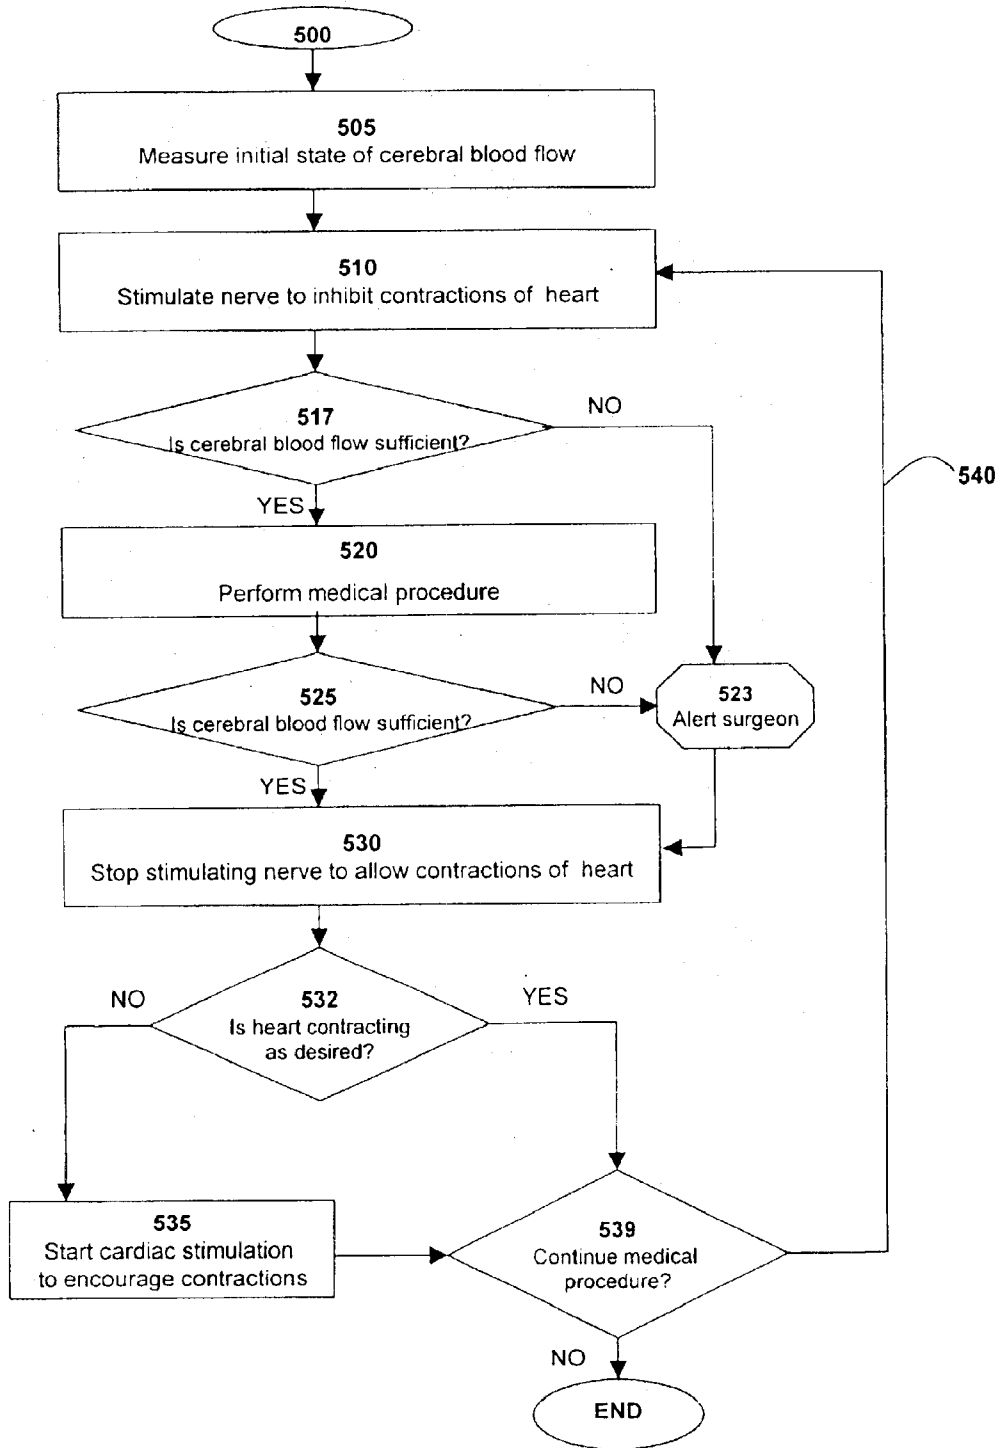 500
505
Measure initial state of cerebral blood flow
510
Stimulate nerve to inhibit contractions of heart
517
Is cerebral blood flow sufficient?
NO
540
YES
520
Perform medical procedure
525
Is cerebral blood flow sufficient?
NO
523
Alert surgeon
YES
530
Stop stimulating nerve to allow contractions of heart
NO
532
Is heart contracting
as desired?
YES
535
Start cardiac stimulation
to encourage contractions
539
Continue medical
procedure?
NO
END